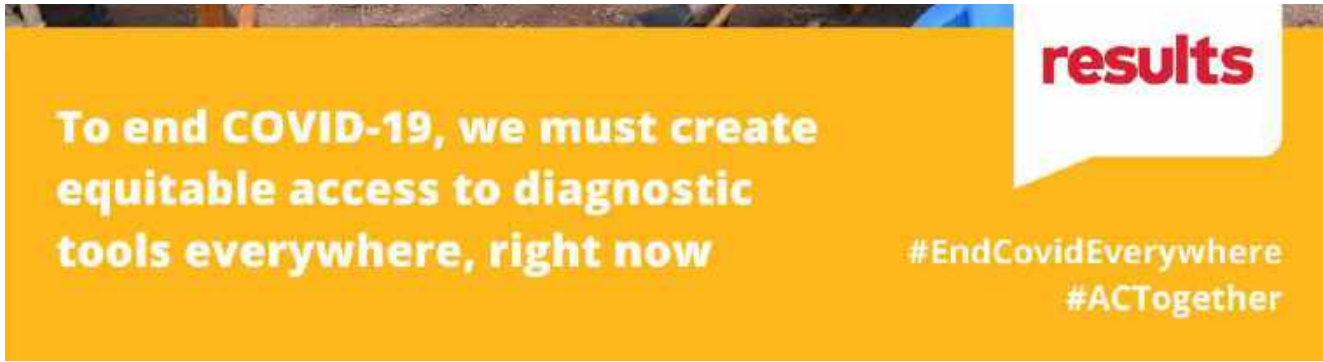 results
To end COVID-19, we must create
equitable access to diagnostic
tools everywhere, right now
#EndCovidEverywhere
#ACTogether